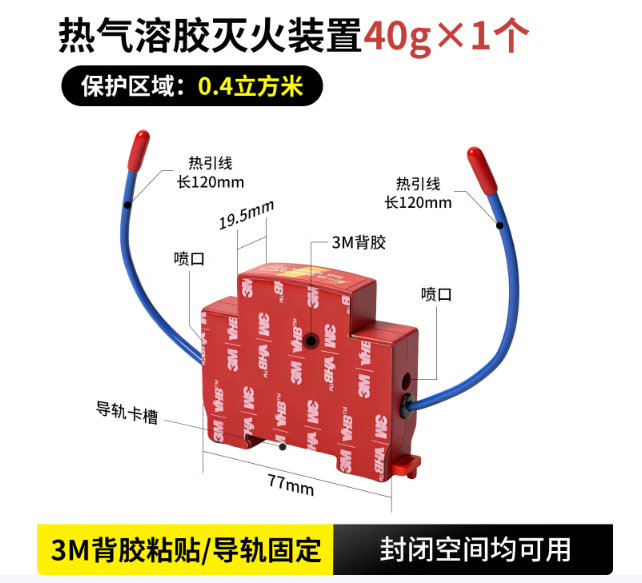 热气溶胶灭火装置40g×1个
保护区域：0.4立方米
热引线
长120mm
热引线
长120mm
19.5mm
3M背胶
喷口
喷口
3M VHB
导轨卡槽
77mm
3M背胶粘贴/导轨固定
封闭空间均可用